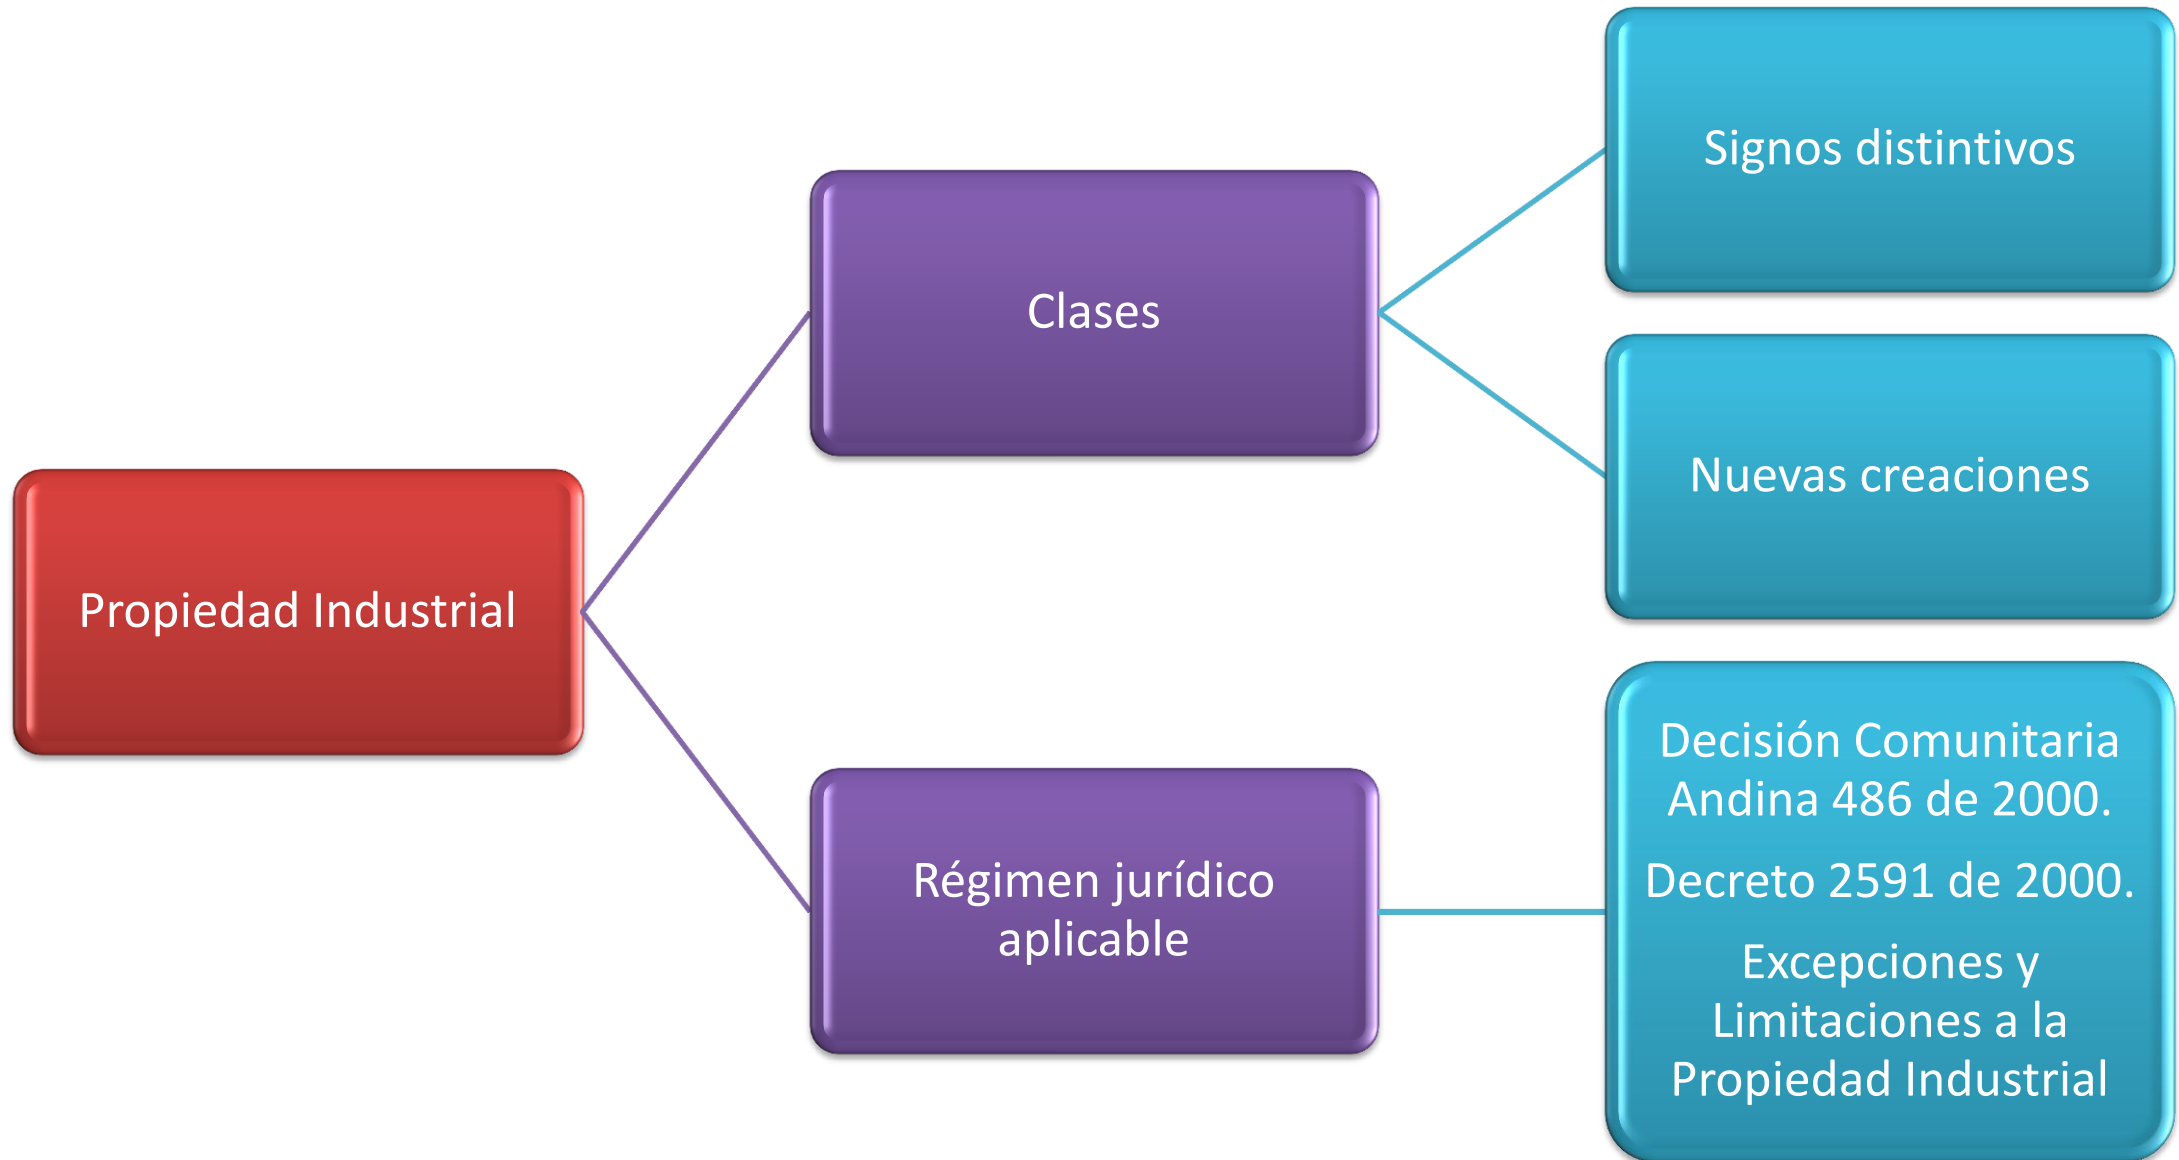 Propiedad Industrial
Clases
Signos distintivos
Nuevas creaciones
Régimen jurídico
aplicable
Decisión Comunitaria
Andina 486 de 2000.
Decreto 2591 de 2000.
Excepciones y
Limitaciones a la
Propiedad Industrial